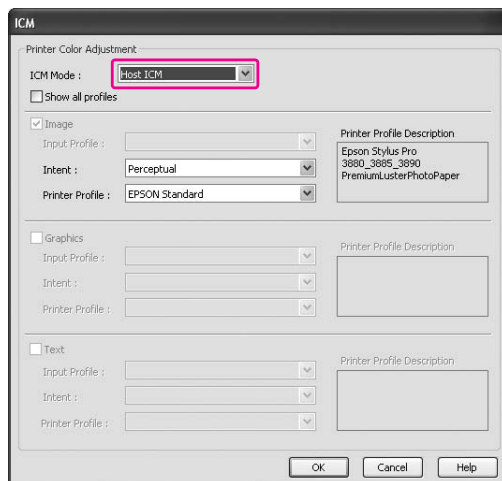 ICM
Printer Color Adjustment
ICM Mode :
Host ICM
Show all profiles
Image
Input Profile :
Intent :
Perceptual
Printer Profile :
EPSON Standard
Printer Profile Description
Epson Stylus Pro
3880_3885_3890
PremiumLusterPhotoPaper
Graphics
Input Profile :
Intent :
Printer Profile :
Printer Profile Description
Text
Input Profile :
Intent :
Printer Profile :
Printer Profile Description
OK
Cancel
Help